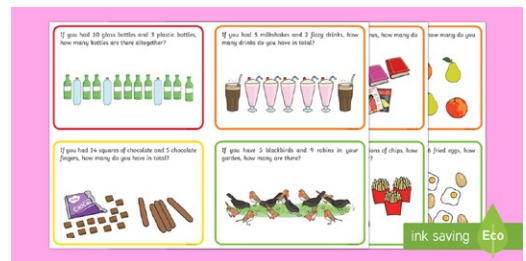 If you had 10 glass bottles and 3 plastic bottles,
how many bottles are there altogether?
If you had 5 milkshakes and 2 fizzy drinks, how
many drinks do you have in total?
nes, how many do
ow many do you
If you had 14 squares of chocolate and 5 chocolate
fingers, how many do you have in total?
If you have 5 blackbirds and 9 robins in your
garden, how many are there?
ions of chips, how
?
6 fried eggs, how
ink saving
Eco